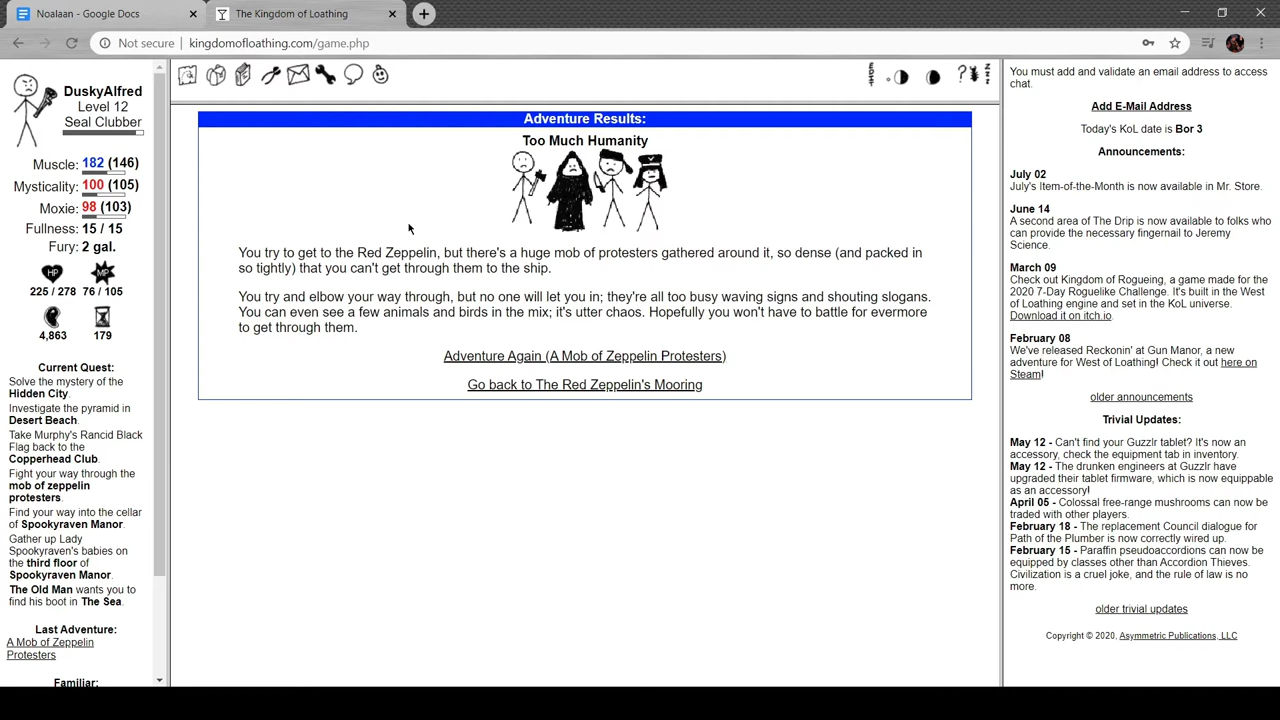 Noalaan - Google Docs
The Kingdom of Loathing
Not secure
kingdomofloathing.com/game.php
DuskyAlfred
Level 12
Seal Clubber
Muscle: 182 (146)
Mysticality: 100 (105)
Moxie: 98 (103)
Fullness: 15 / 15
Fury: 2 gal.
HP MP
225 / 278 76 / 105
4,863 179
Current Quest:
Solve the mystery of the
Hidden City.
Investigate the pyramid in
Desert Beach.
Take Murphy's Rancid Black
Flag back to the
Copperhead Club.
Fight your way through the
mob of zeppelin
protesters.
Find your way into the cellar
of Spookyraven Manor.
Gather up Lady
Spookyraven's babies on
the third floor of
Spookyraven Manor.
The Old Man wants you to
find his boot in The Sea.
Last Adventure:
A Mob of Zeppelin
Protesters
Familiar:
Adventure Results:
Too Much Humanity
You try to get to the Red Zeppelin, but there's a huge mob of protesters gathered around it, so dense (and packed in
so tightly) that you can't get through them to the ship.
You try and elbow your way through, but no one will let you in; they're all too busy waving signs and shouting slogans.
You can even see a few animals and birds in the mix; it's utter chaos. Hopefully you won't have to battle for evermore
to get through them.
Adventure Again (A Mob of Zeppelin Protesters)
Go back to The Red Zeppelin's Mooring
You must add and validate an email address to access
chat.
Add E-Mail Address
Today's KoL date is Bor 3
Announcements:
July 02
July's Item-of-the-Month is now available in Mr. Store.
June 14
A second area of The Drip is now available to folks who
can provide the necessary fingernail to Jeremy
Science.
March 09
Check out Kingdom of Rogueing, a game made for the
2020 7-Day Roguelike Challenge. It's built in the West
of Loathing engine and set in the KoL universe.
Download it on itch.io.
February 08
We've released Reckonin' at Gun Manor, a new
adventure for West of Loathing! Check it out here on
Steam!
older announcements
Trivial Updates:
May 12 - Can't find your Guzzlr tablet? It's now an
accessory, check the equipment tab in inventory.
May 12 - The drunken engineers at Guzzlr have
upgraded their tablet firmware, which is now equippable
as an accessory!
April 05 - Colossal free-range mushrooms can now be
traded with other players.
February 18 - The replacement Council dialogue for
Path of the Plumber is now correctly wired up.
February 15 - Paraffin pseudoaccordions can now be
equipped by classes other than Accordion Thieves.
Civilization is a cruel joke, and the rule of law is no
more.
older trivial updates
Copyright © 2020, Asymmetric Publications, LLC